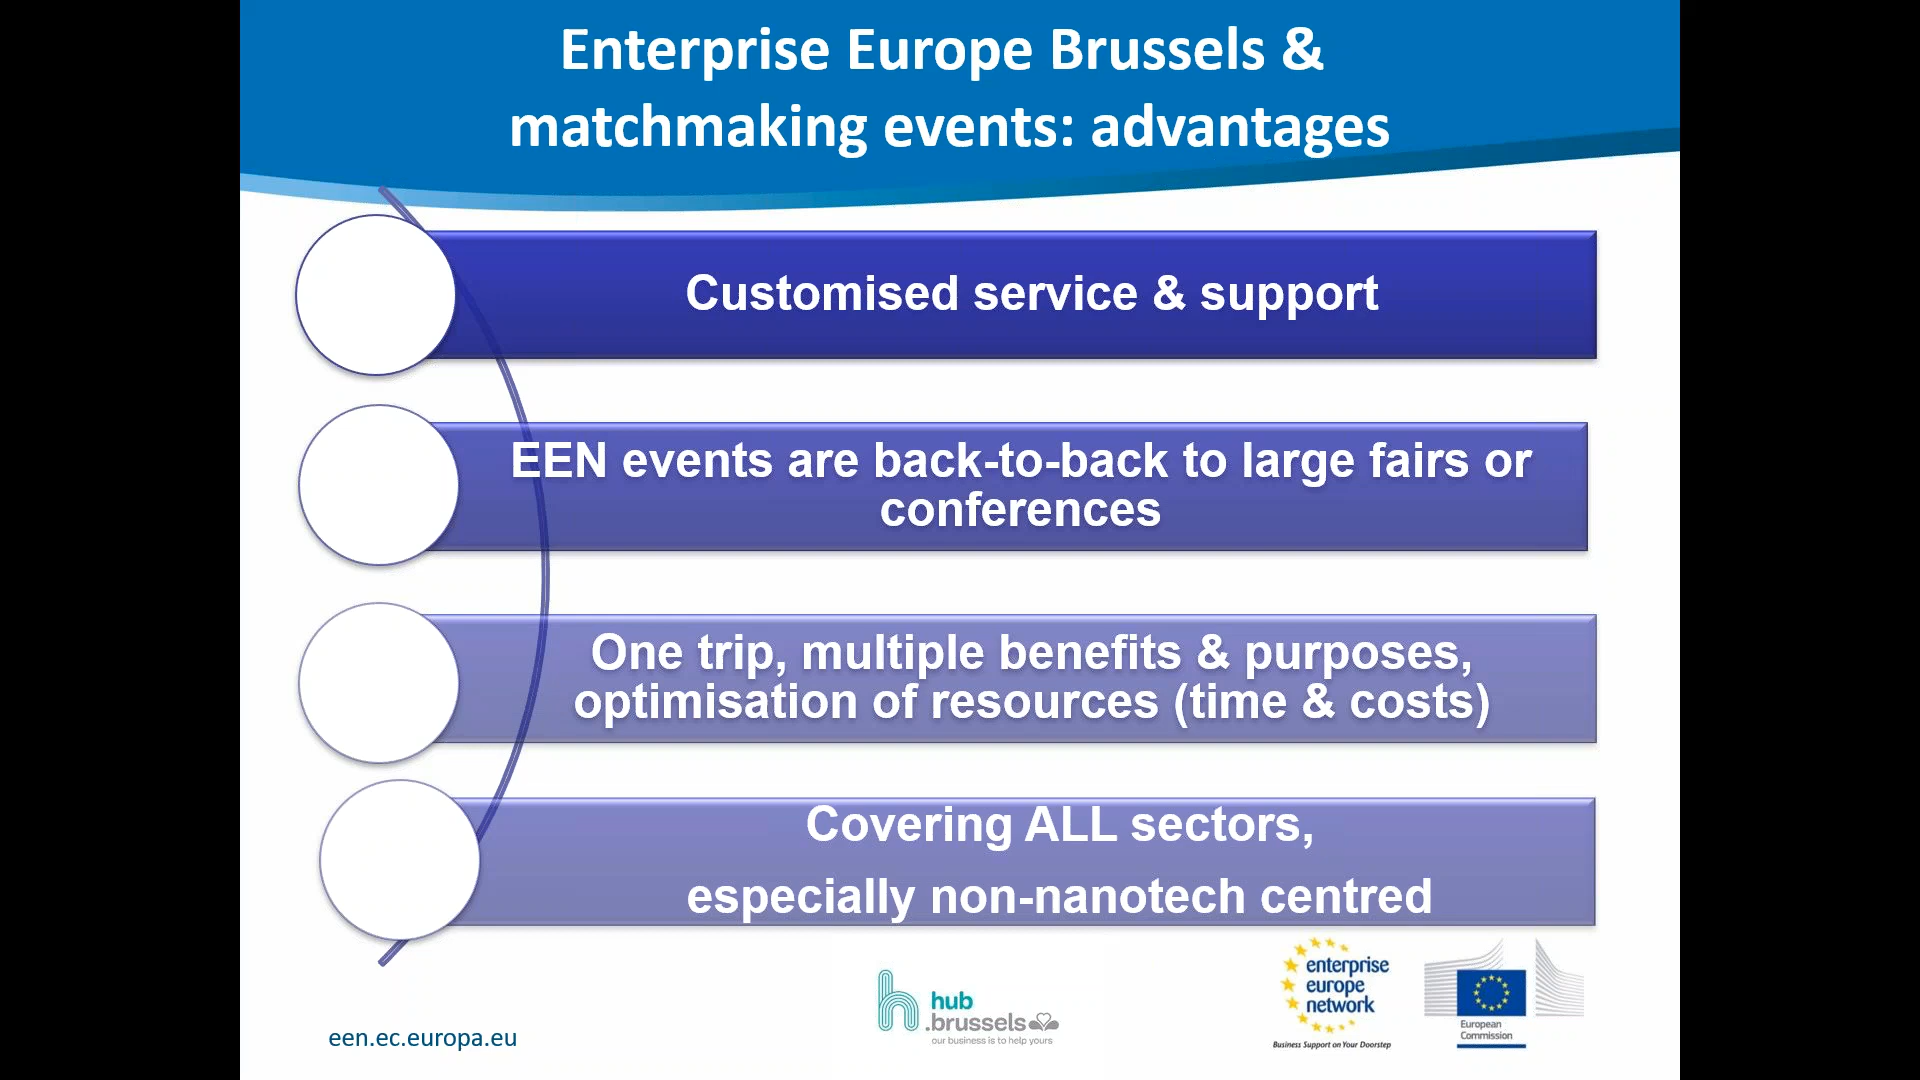 Enterprise Europe Brussels &
matchmaking events: advantages
Customised service & support
EEN events are back-to-back to large fairs or
conferences
One trip, multiple benefits & purposes,
optimisation of resources (time & costs)
Covering ALL sectors,
especially non-nanotech centred
een.ec.europa.eu
hub
.brussels
our business is to help yours
enterprise
europe
network
Business Support on Your Doorstep
European
Commission